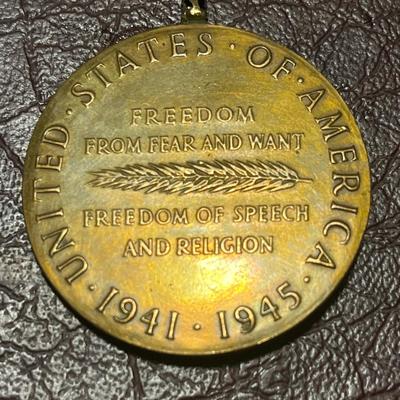 · UNITED · STATES · OF · AMERICA ·
FREEDOM
FROM FEAR AND WANT
FREEDOM OF SPEECH
AND RELIGION
1941 · 1945